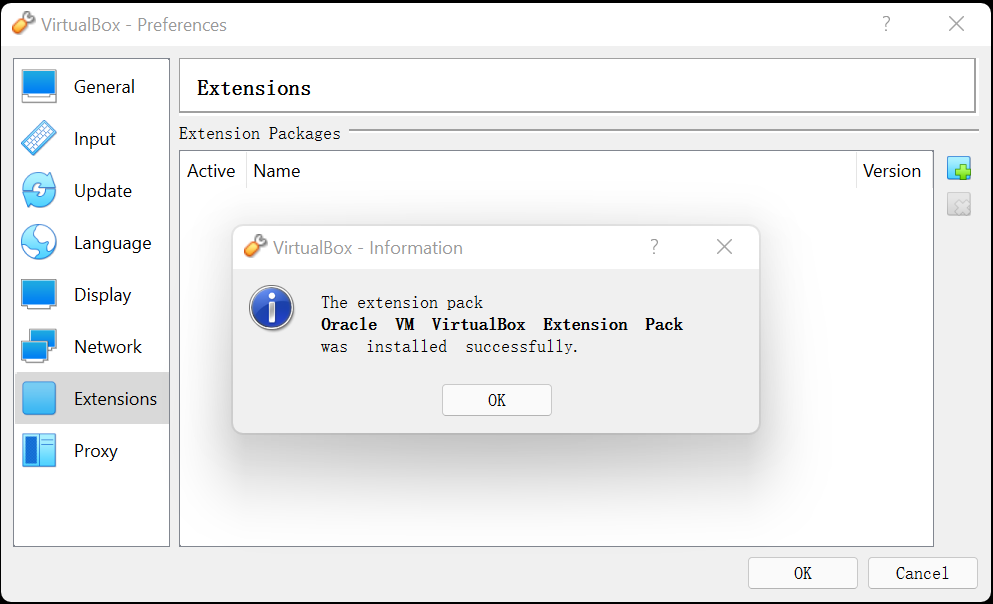 VirtualBox - Preferences
?
General
Input
Update
Language
Display
Network
Extensions
Proxy
Extensions
Extension Packages
Active Name Version
VirtualBox - Information
?
The extension pack
Oracle VM VirtualBox Extension Pack
was installed successfully.
OK
OK Cancel